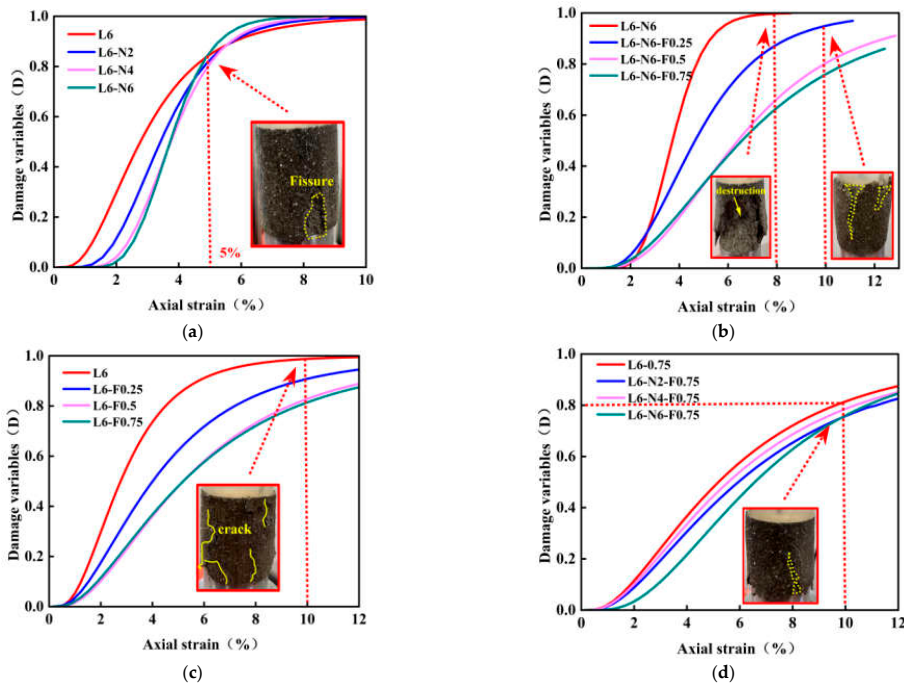 Damage variables (D)
1.0
0.8
0.6
0.4
0.2
0.0
L6
L6-N2
L6-N4
L6-N6
Fissure
5%
0 2 4 6 8 10
Axial strain (%)
(a)
Damage variables (D)
1.0
0.8
0.6
0.4
0.2
0.0
L6-N6
L6-N6-F0.25
L6-N6-F0.5
L6-N6-F0.75
destruction
0 2 4 6 8 10 12
Axial strain (%)
(b)
Damage variables (D)
1.0
0.8
0.6
0.4
0.2
0.0
L6
L6-F0.25
L6-F0.5
L6-F0.75
crack
0 2 4 6 8 10 12
Axial strain (%)
(c)
Damage variables (D)
1.0
0.8
0.6
0.4
0.2
0.0
L6-0.75
L6-N2-F0.75
L6-N4-F0.75
L6-N6-F0.75
0 2 4 6 8 10 12
Axial strain (%)
(d)